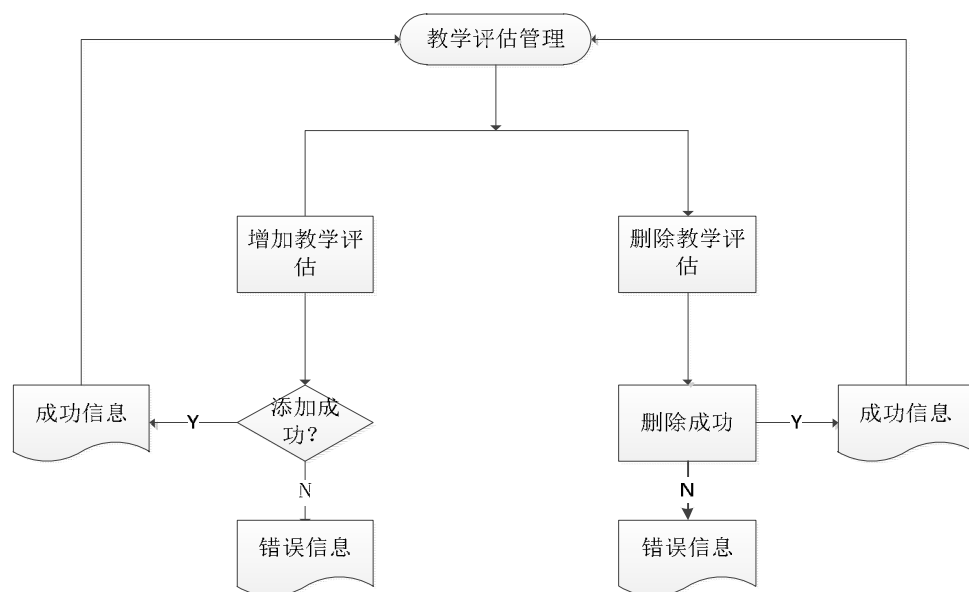 教学评估管理
增加教学评
估
删除教学评
估
成功信息
Y
添加成
功？
删除成功
Y
成功信息
N
N
错误信息
错误信息